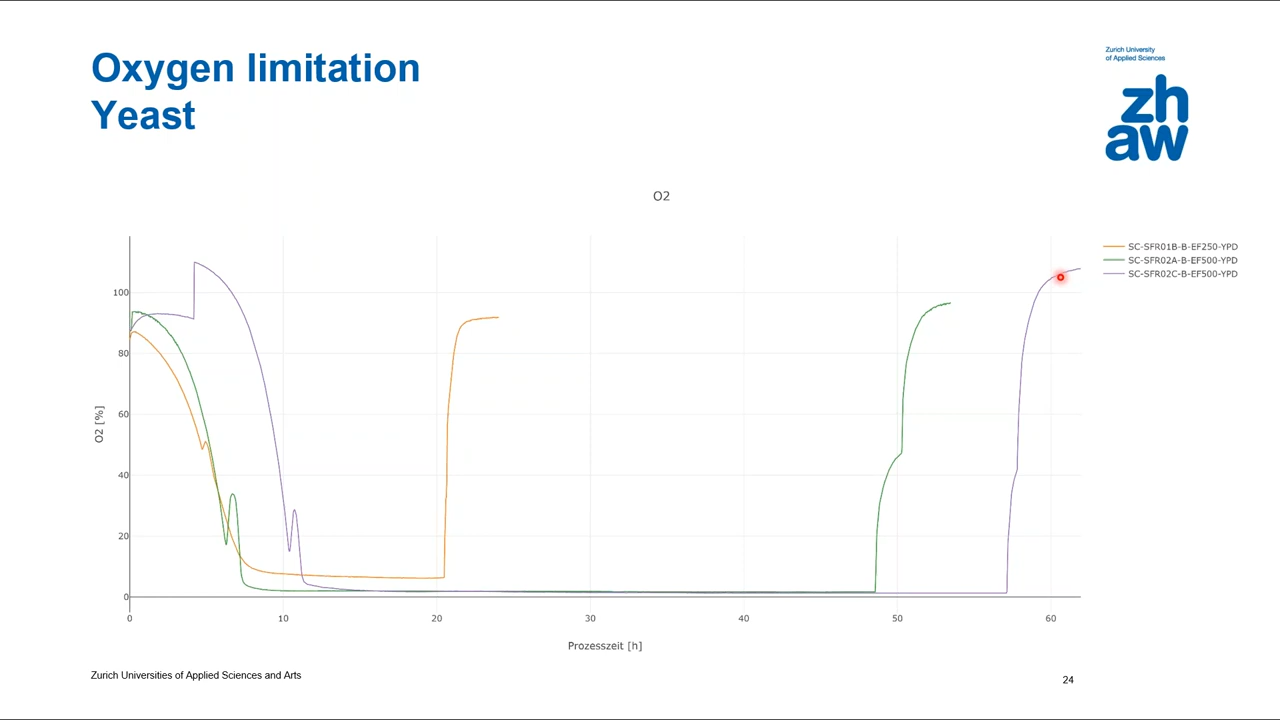 Oxygen limitation
Yeast
Zurich University
of Applied Sciences
zh
aw
O2
SC-SFR01B-B-EF250-YPD
SC-SFR02A-B-EF500-YPD
SC-SFR02C-B-EF500-YPD
100
80
60
40
20
0
O2 [%]
0 10 20 30 40 50 60
Prozesszeit [h]
Zurich Universities of Applied Sciences and Arts
24